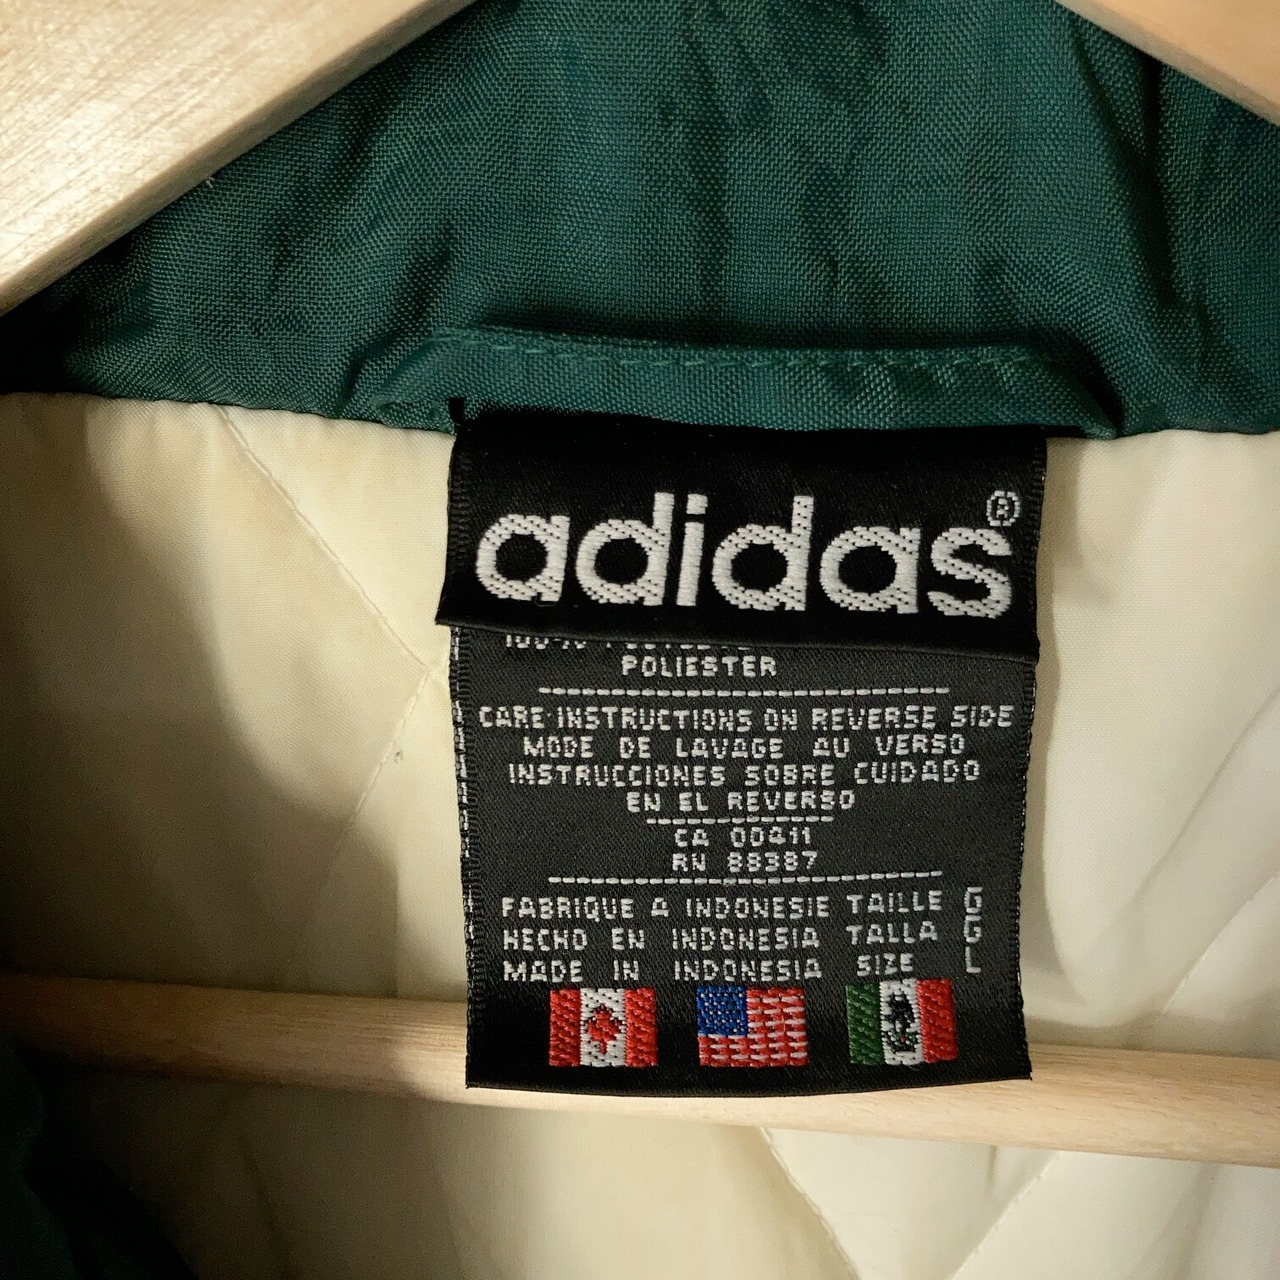 adidas®
POLIESTER
CARE INSTRUCTIONS ON REVERSE SIDE
MODE DE LAVAGE AU VERSO
INSTRUCCIONES SOBRE CUIDADO
EN EL REVERSO
CA 00411
RN 88387
FABRIQUE A INDONESIE TAILLE G
HECHO EN INDONESIA TALLA G
MADE IN INDONESIA SIZE L